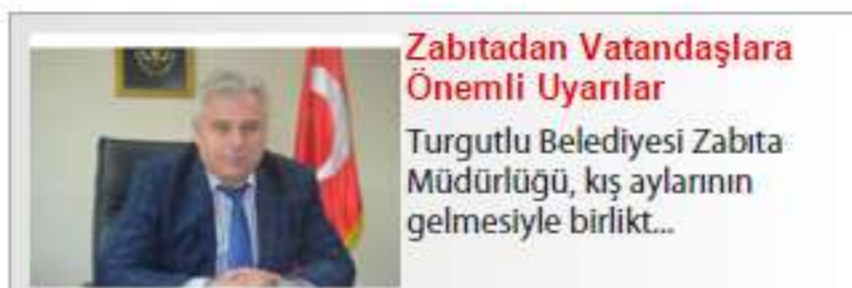 Zabıtadan Vatandaşlara
Önemli Uyarılar
Turgutlu Belediyesi Zabıta
Müdürlüğü, kış aylarının
gelmesiyle birlikt...